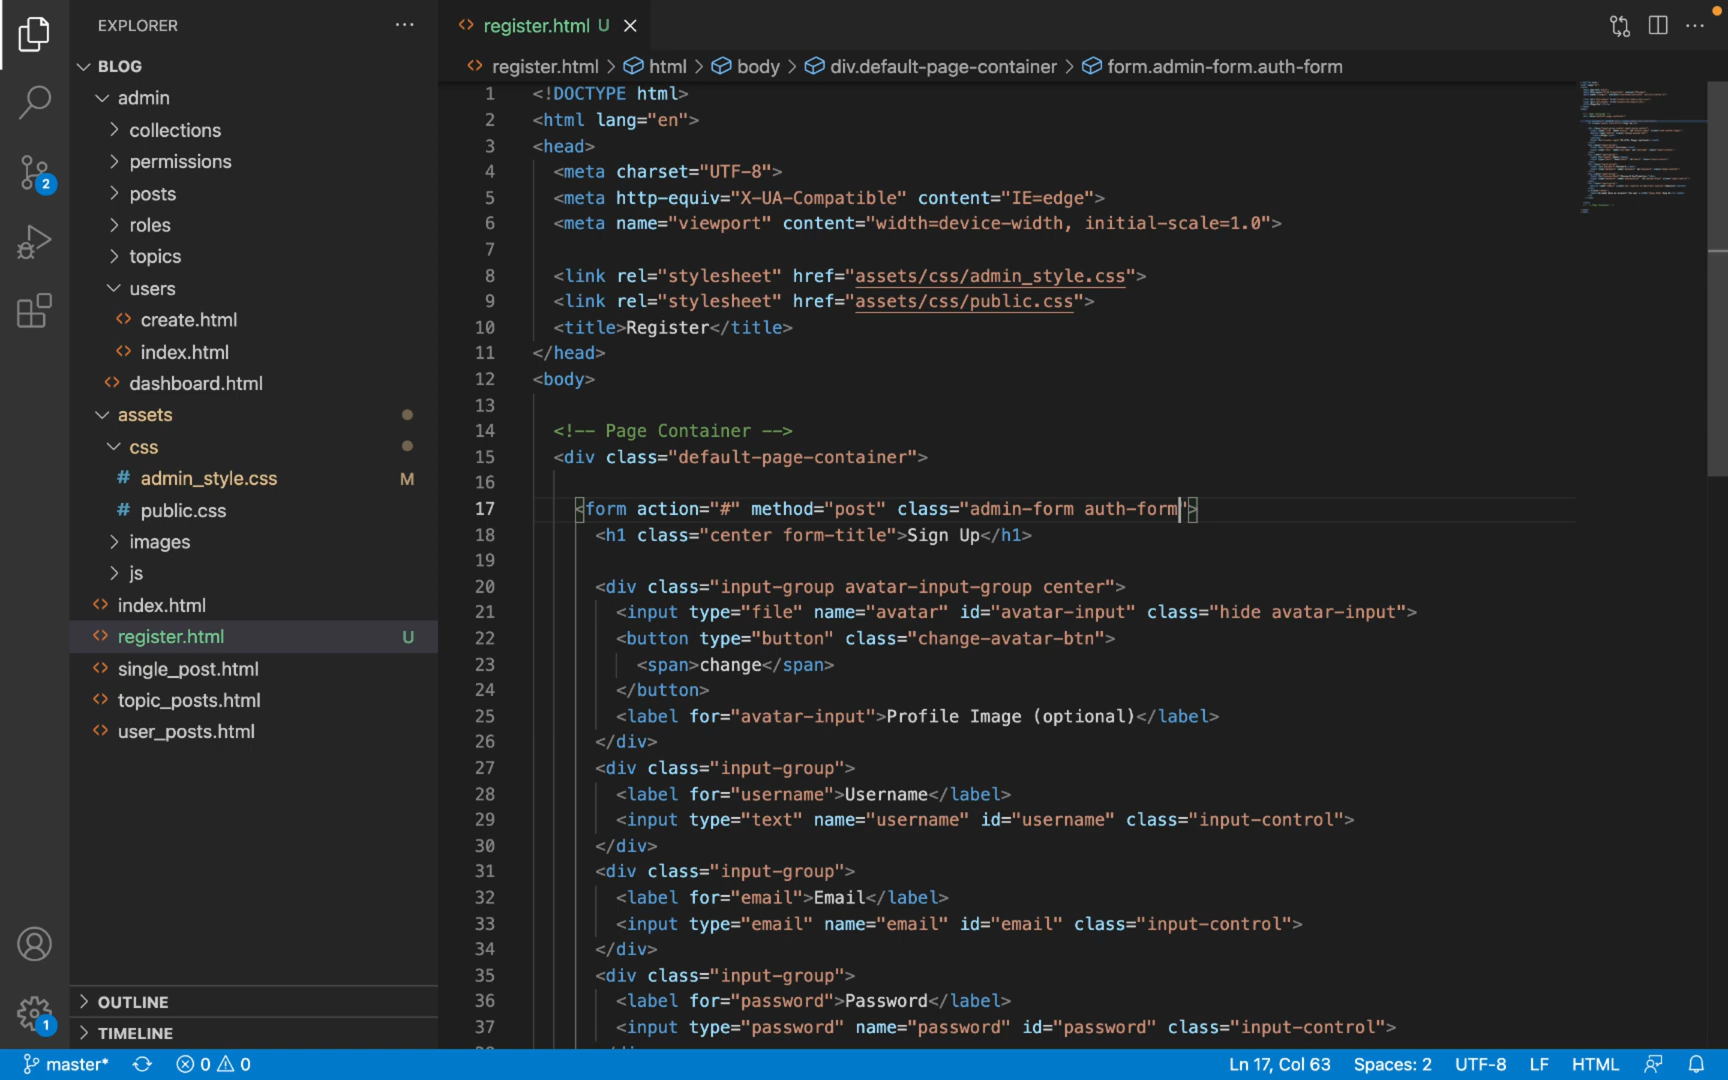 EXPLORER
BLOG
admin
collections
permissions
posts
roles
topics
users
create.html
index.html
dashboard.html
assets
css
admin_style.css M
public.css
images
js
index.html
register.html U
single_post.html
topic_posts.html
user_posts.html
OUTLINE
TIMELINE
2
1
register.html U
register.html > html > body > div.default-page-container > form.admin-form.auth-form
1 <!DOCTYPE html>
2 <html lang="en">
3 <head>
4 <meta charset="UTF-8">
5 <meta http-equiv="X-UA-Compatible" content="IE=edge">
6 <meta name="viewport" content="width=device-width, initial-scale=1.0">
7
8 <link rel="stylesheet" href="assets/css/admin_style.css">
9 <link rel="stylesheet" href="assets/css/public.css">
10 <title>Register</title>
11 </head>
12 <body>
13
14 <!-- Page Container -->
15 <div class="default-page-container">
16
17 <form action="#" method="post" class="admin-form auth-form">
18 <h1 class="center form-title">Sign Up</h1>
19
20 <div class="input-group avatar-input-group center">
21 <input type="file" name="avatar" id="avatar-input" class="hide avatar-input">
22 <button type="button" class="change-avatar-btn">
23 <span>change</span>
24 </button>
25 <label for="avatar-input">Profile Image (optional)</label>
26 </div>
27 <div class="input-group">
28 <label for="username">Username</label>
29 <input type="text" name="username" id="username" class="input-control">
30 </div>
31 <div class="input-group">
32 <label for="email">Email</label>
33 <input type="email" name="email" id="email" class="input-control">
34 </div>
35 <div class="input-group">
36 <label for="password">Password</label>
37 <input type="password" name="password" id="password" class="input-control">
master* 0 0 Ln 17, Col 63 Spaces: 2 UTF-8 LF HTML